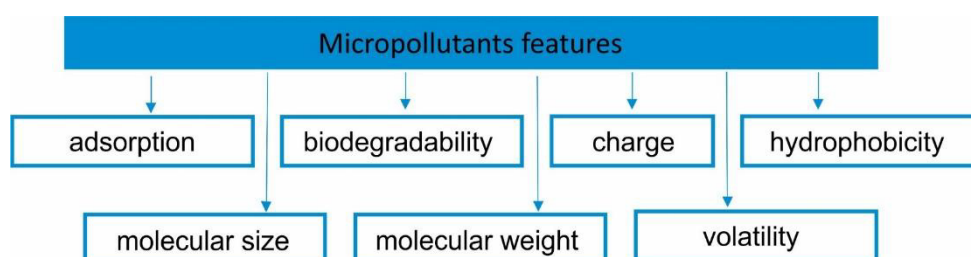 Micropollutants features
adsorption
biodegradability
charge
hydrophobicity
molecular size
molecular weight
volatility